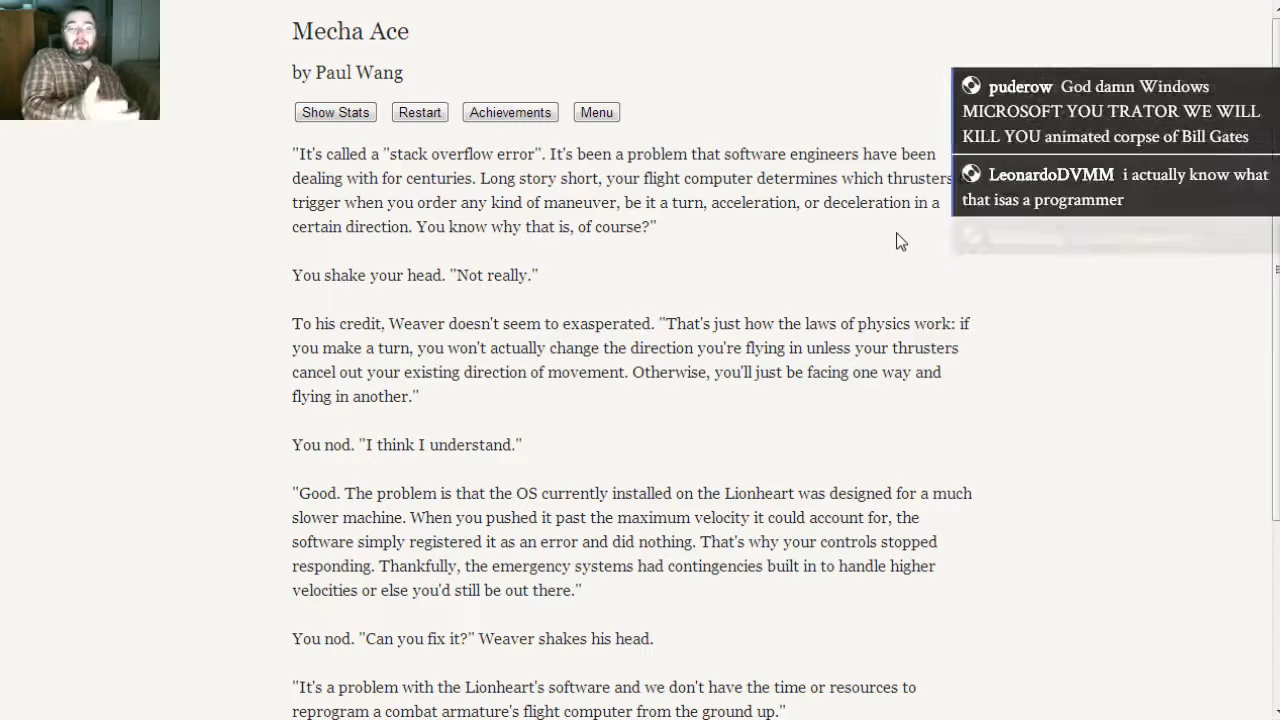 Mecha Ace
by Paul Wang
Show Stats Restart Achievements Menu
puderow God damn Windows
MICROSOFT YOU TRATOR WE WILL
KILL YOU animated corpse of Bill Gates
LeonardoDVMM i actually know what
that isas a programmer
"It's called a "stack overflow error". It's been a problem that software engineers have been
dealing with for centuries. Long story short, your flight computer determines which thrusters
trigger when you order any kind of maneuver, be it a turn, acceleration, or deceleration in a
certain direction. You know why that is, of course?"
You shake your head. "Not really."
To his credit, Weaver doesn't seem to exasperated. "That's just how the laws of physics work: if
you make a turn, you won't actually change the direction you're flying in unless your thrusters
cancel out your existing direction of movement. Otherwise, you'll just be facing one way and
flying in another."
You nod. "I think I understand."
"Good. The problem is that the OS currently installed on the Lionheart was designed for a much
slower machine. When you pushed it past the maximum velocity it could account for, the
software simply registered it as an error and did nothing. That's why your controls stopped
responding. Thankfully, the emergency systems had contingencies built in to handle higher
velocities or else you'd still be out there."
You nod. "Can you fix it?" Weaver shakes his head.
"It's a problem with the Lionheart's software and we don't have the time or resources to
reprogram a combat armature's flight computer from the ground up."